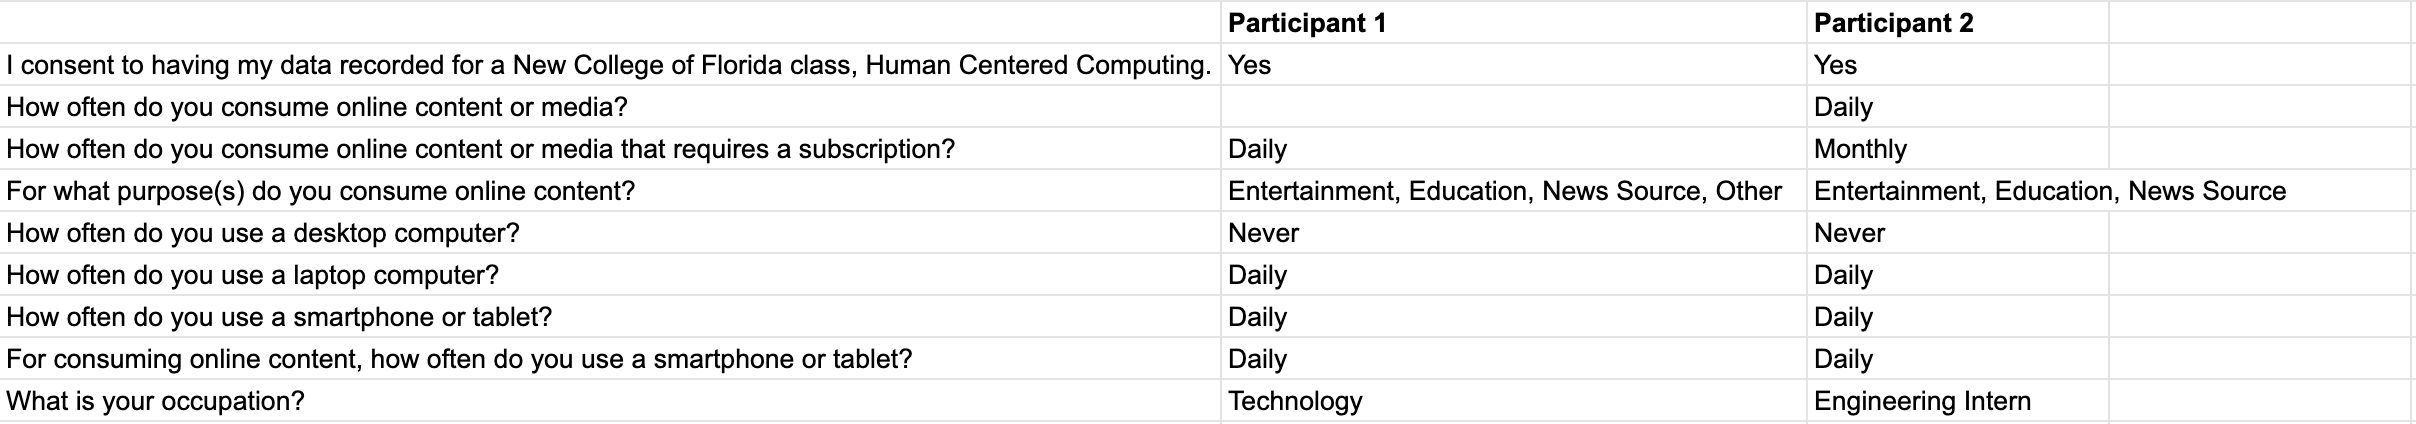 Participant 1 Participant 2
I consent to having my data recorded for a New College of Florida class, Human Centered Computing. Yes Yes
How often do you consume online content or media? Daily
How often do you consume online content or media that requires a subscription? Daily Monthly
For what purpose(s) do you consume online content? Entertainment, Education, News Source, Other Entertainment, Education, News Source
How often do you use a desktop computer? Never Never
How often do you use a laptop computer? Daily Daily
How often do you use a smartphone or tablet? Daily Daily
For consuming online content, how often do you use a smartphone or tablet? Daily Daily
What is your occupation? Technology Engineering Intern